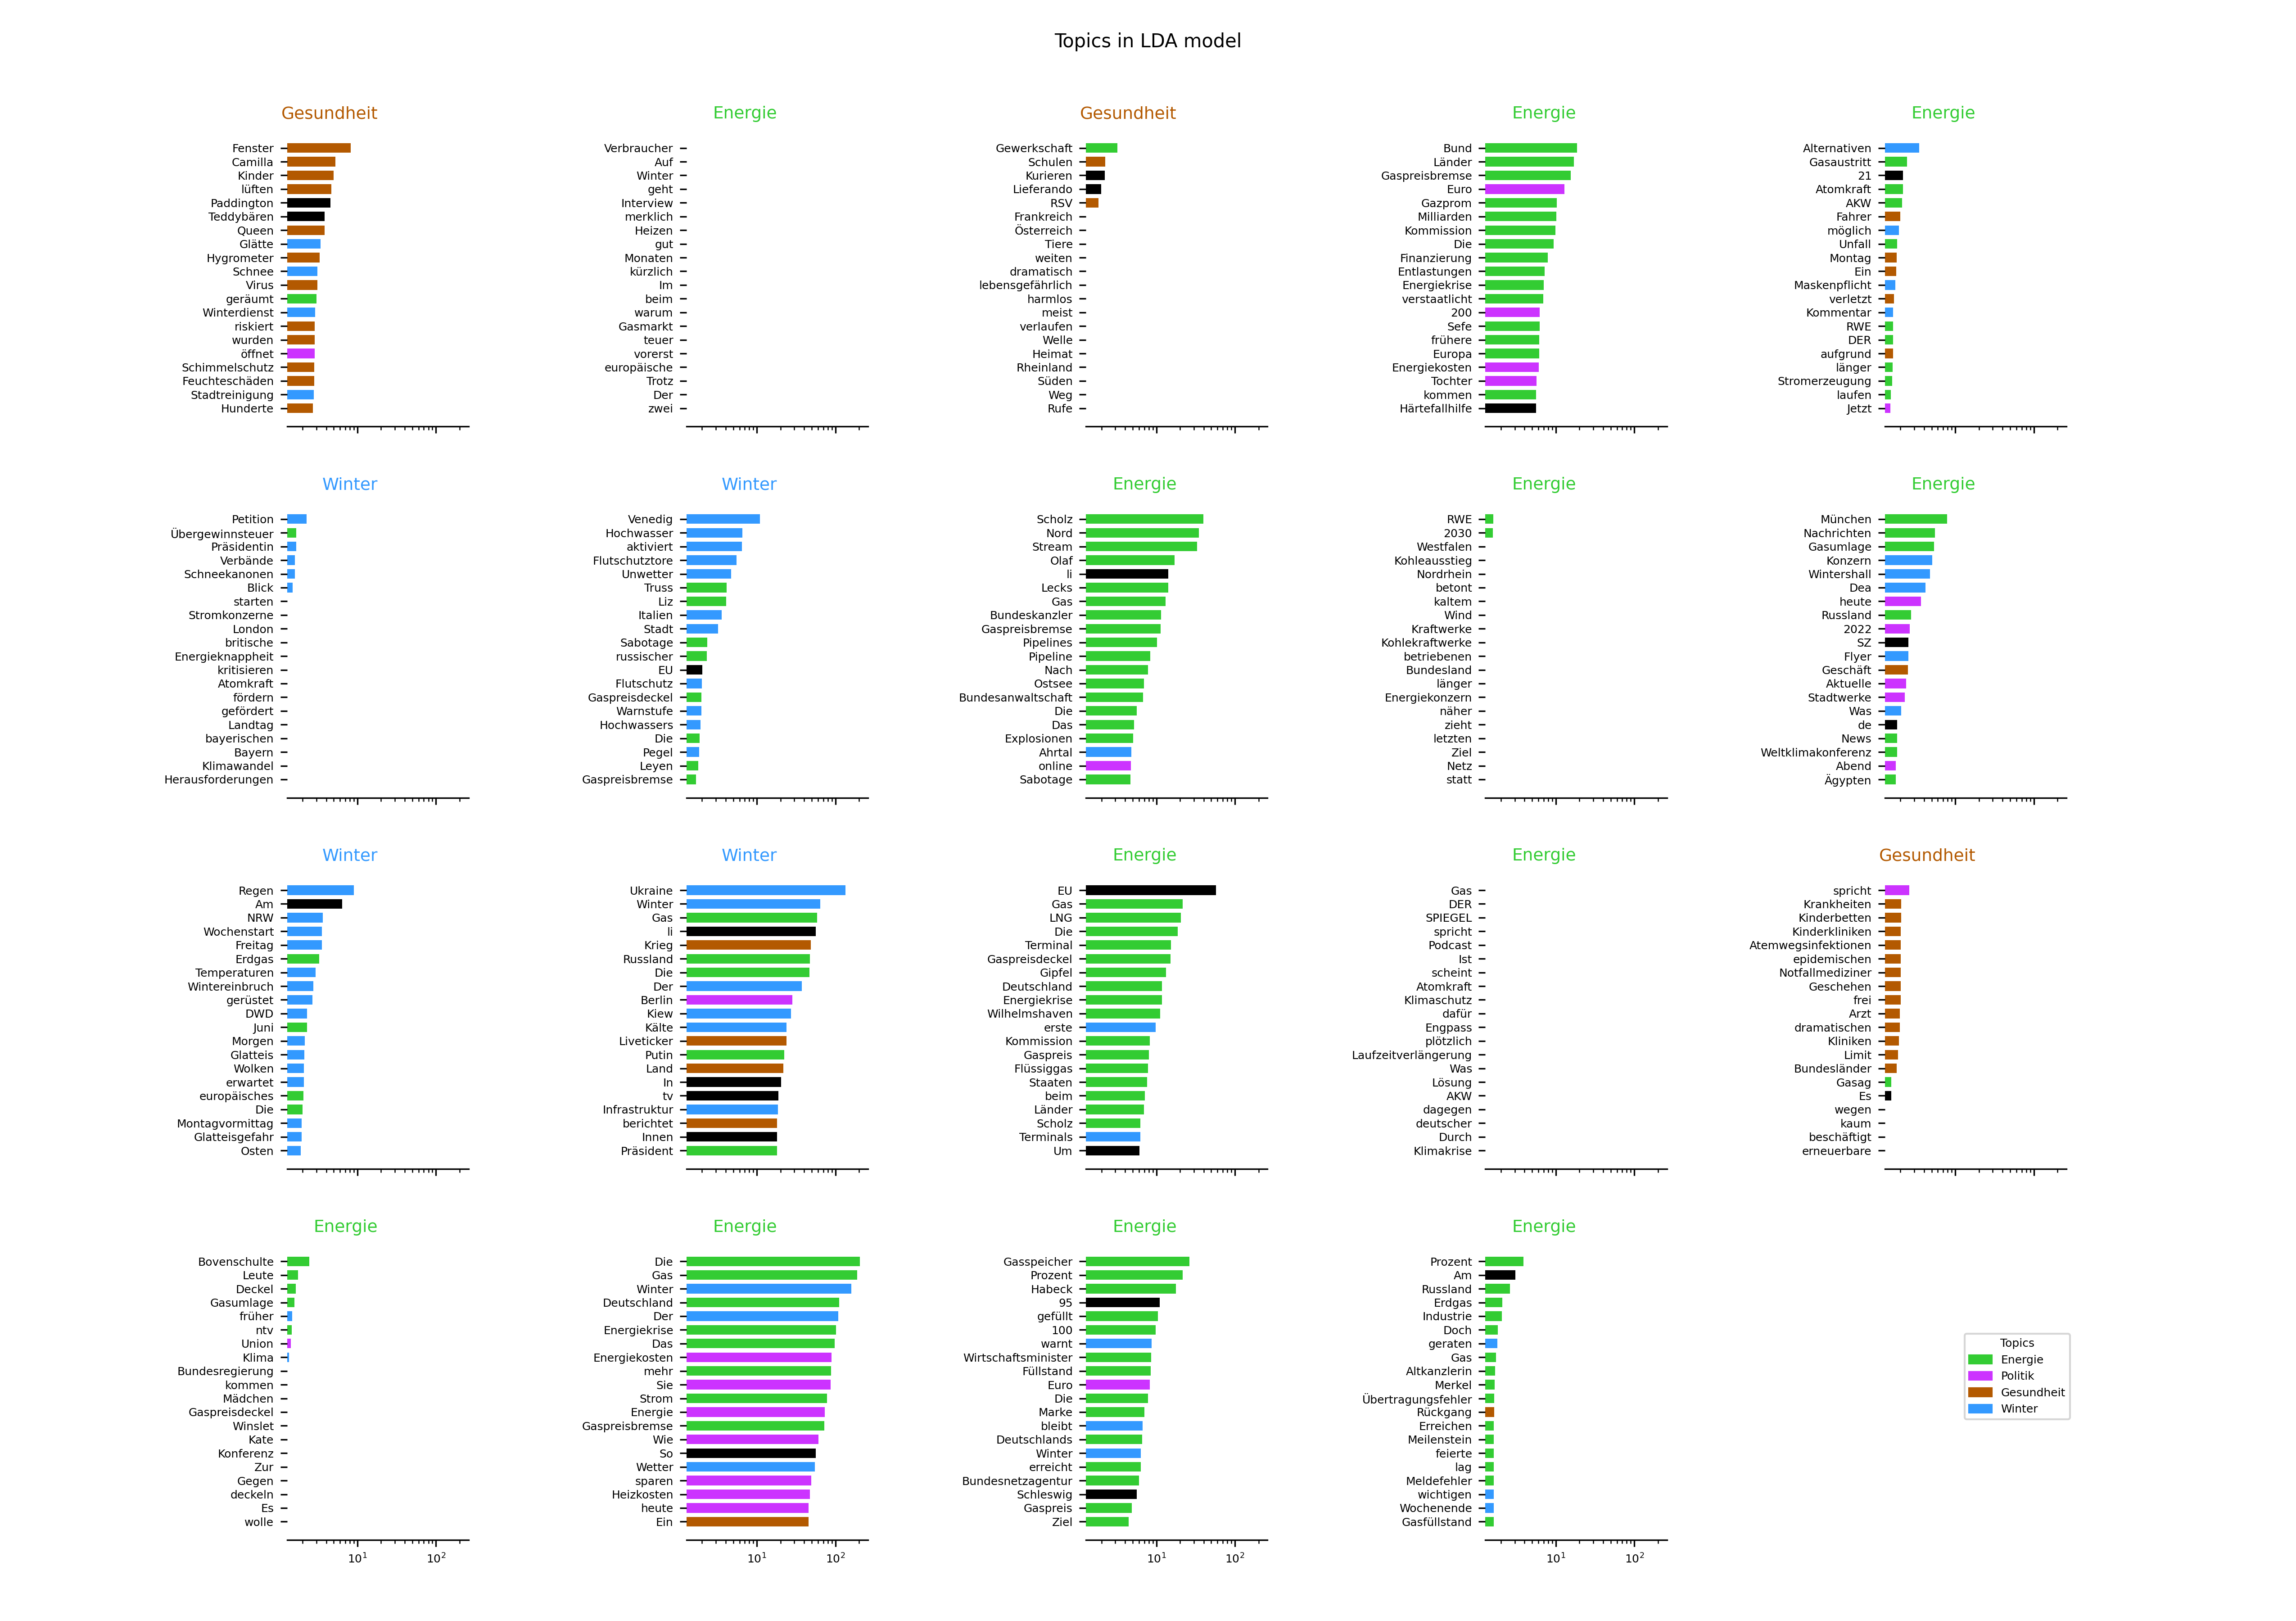 Topics in LDA model
Gesundheit
Fenster
Camilla
Kinder
lüften
Paddington
Teddybären
Queen
Glätte
Hygrometer
Schnee
Virus
geräumt
Winterdienst
riskiert
wurden
öffnet
Schimmelschutz
Feuchteschäden
Stadtreinigung
Hunderte
Energie
Verbraucher
Auf
Winter
geht
Interview
merklich
Heizen
gut
Monaten
kürzlich
Im
beim
warum
Gasmarkt
teuer
vorerst
europäische
Trotz
Der
zwei
Gesundheit
Gewerkschaft
Schulen
Kurieren
Lieferando
RSV
Frankreich
Österreich
Tiere
weiten
dramatisch
lebensgefährlich
harmlos
meist
verlaufen
Welle
Heimat
Rheinland
Süden
Weg
Rufe
Energie
Bund
Länder
Gaspreisbremse
Euro
Gazprom
Milliarden
Kommission
Die
Finanzierung
Entlastungen
Energiekrise
verstaatlicht
200
Sefe
frühere
Europa
Energiekosten
Tochter
kommen
Härtefallhilfe
Energie
Alternativen
Gasaustritt
21
Atomkraft
AKW
Fahrer
möglich
Unfall
Montag
Ein
Maskenpflicht
verletzt
Kommentar
RWE
DER
aufgrund
länger
Stromerzeugung
laufen
Jetzt
Winter
Petition
Übergewinnsteuer
Präsidentin
Verbände
Schneekanonen
Blick
starten
Stromkonzerne
London
britische
Energieknappheit
kritisieren
Atomkraft
fördern
gefördert
Landtag
bayerischen
Bayern
Klimawandel
Herausforderungen
Winter
Venedig
Hochwasser
aktiviert
Flutschutztore
Unwetter
Truss
Liz
Italien
Stadt
Sabotage
russischer
EU
Flutschutz
Gaspreisdeckel
Warnstufe
Hochwassers
Die
Pegel
Leyen
Gaspreisbremse
Energie
Scholz
Nord
Stream
Olaf
li
Lecks
Gas
Bundeskanzler
Gaspreisbremse
Pipelines
Pipeline
Nach
Ostsee
Bundesanwaltschaft
Die
Das
Explosionen
Ahrtal
online
Sabotage
Energie
RWE
2030
Westfalen
Kohleausstieg
Nordrhein
betont
kaltem
Wind
Kraftwerke
Kohlekraftwerke
betriebenen
Bundesland
länger
Energiekonzern
näher
zieht
letzten
Ziel
Netz
statt
Energie
München
Nachrichten
Gasumlage
Konzern
Wintershall
Dea
heute
Russland
2022
SZ
Flyer
Geschäft
Aktuelle
Stadtwerke
Was
de
News
Weltklimakonferenz
Abend
Ägypten
Winter
Regen
Am
NRW
Wochenstart
Freitag
Erdgas
Temperaturen
Wintereinbruch
gerüstet
DWD
Juni
Morgen
Glatteis
Wolken
erwartet
europäisches
Die
Montagvormittag
Glatteisgefahr
Osten
Winter
Ukraine
Winter
Gas
li
Krieg
Russland
Die
Der
Berlin
Kiew
Kälte
Liveticker
Putin
Land
In
tv
Infrastruktur
berichtet
Innen
Präsident
Energie
EU
Gas
LNG
Die
Terminal
Gaspreisdeckel
Gipfel
Deutschland
Energiekrise
Wilhelmshaven
erste
Kommission
Gaspreis
Flüssiggas
Staaten
beim
Länder
Scholz
Terminals
Um
Energie
Gas
DER
SPIEGEL
spricht
Podcast
Ist
scheint
Atomkraft
Klimaschutz
dafür
Engpass
plötzlich
Laufzeitverlängerung
Was
Lösung
AKW
dagegen
deutscher
Durch
Klimakrise
Gesundheit
spricht
Krankheiten
Kinderbetten
Kinderkliniken
Atemwegsinfektionen
epidemischen
Notfallmediziner
Geschehen
frei
Arzt
dramatischen
Kliniken
Limit
Bundesländer
Gasag
Es
wegen
kaum
beschäftigt
erneuerbare
Energie
Bovenschulte
Leute
Deckel
Gasumlage
früher
ntv
Union
Klima
Bundesregierung
kommen
Mädchen
Gaspreisdeckel
Winslet
Kate
Konferenz
Zur
Gegen
deckeln
Es
wolle
10¹ 10²
Energie
Die
Gas
Winter
Deutschland
Der
Energiekrise
Das
Energiekosten
mehr
Sie
Strom
Energie
Gaspreisbremse
Wie
So
Wetter
sparen
Heizkosten
heute
Ein
10¹ 10²
Energie
Gasspeicher
Prozent
Habeck
95
gefüllt
100
warnt
Wirtschaftsminister
Füllstand
Euro
Die
Marke
bleibt
Deutschlands
Winter
erreicht
Bundesnetzagentur
Schleswig
Gaspreis
Ziel
10¹ 10²
Energie
Prozent
Am
Russland
Erdgas
Industrie
Doch
geraten
Gas
Altkanzlerin
Merkel
Übertragungsfehler
Rückgang
Erreichen
Meilenstein
feierte
lag
Meldefehler
wichtigen
Wochenende
Gasfüllstand
10¹ 10²
Topics
Energie
Politik
Gesundheit
Winter